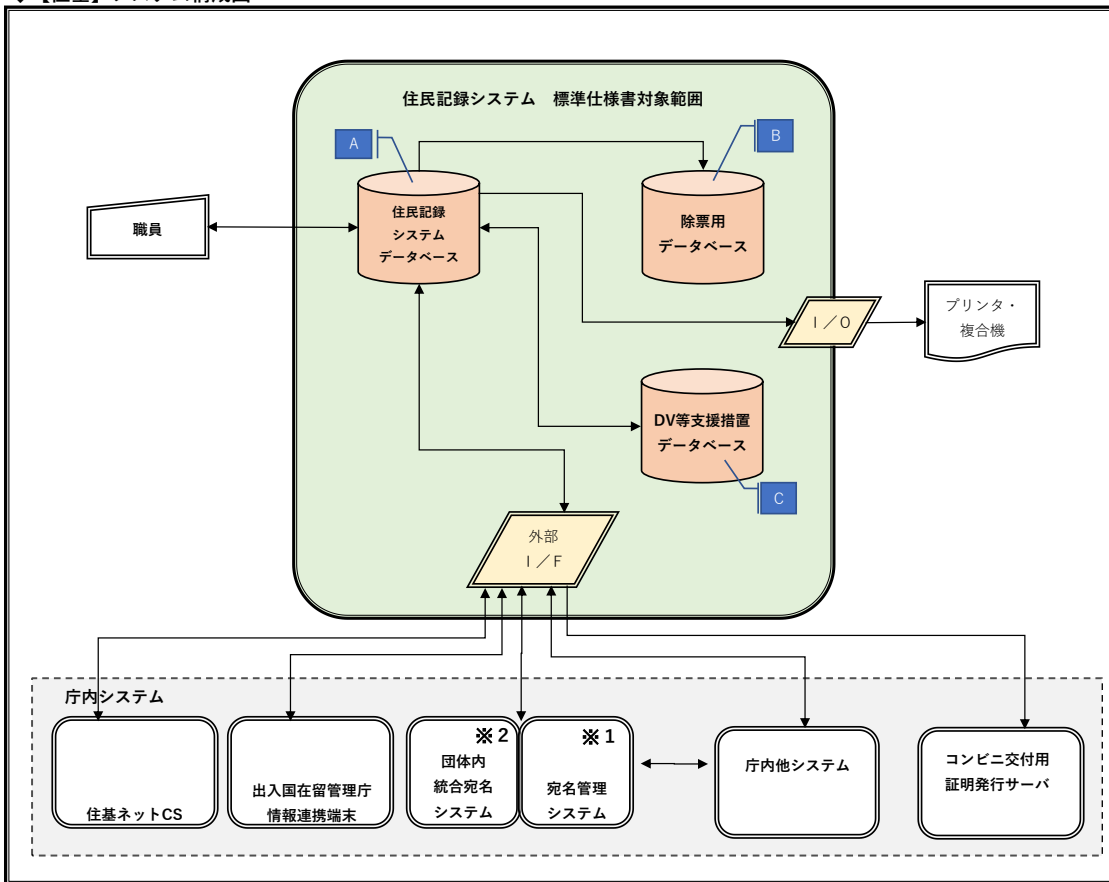 住民記録システム 標準仕様書対象範囲
A
B
住民記録
システム
データベース
除票用
データベース
職員
I/O
プリンタ・
複合機
DV等支援措置
データベース
C
外部
I/F
庁内システム
住基ネットCS
出入国在留管理庁
情報連携端末
※2
団体内
統合宛名
システム
※1
宛名管理
システム
庁内他システム
コンビニ交付用
証明発行サーバ